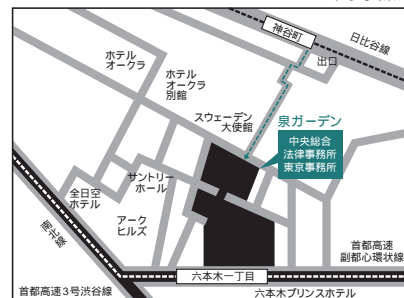 神谷町
日比谷線
出口
ホテル
オークラ
ホテル
オークラ
別館
スウェーデン
大使館
泉ガーデン
中央総合
法律事務所
東京事務所
サントリー
ホール
全日空
ホテル
南北線
アーク
ヒルズ
首都高速
副都心環状線
六本木一丁目
首都高速3号渋谷線
六本木プリンスホテル